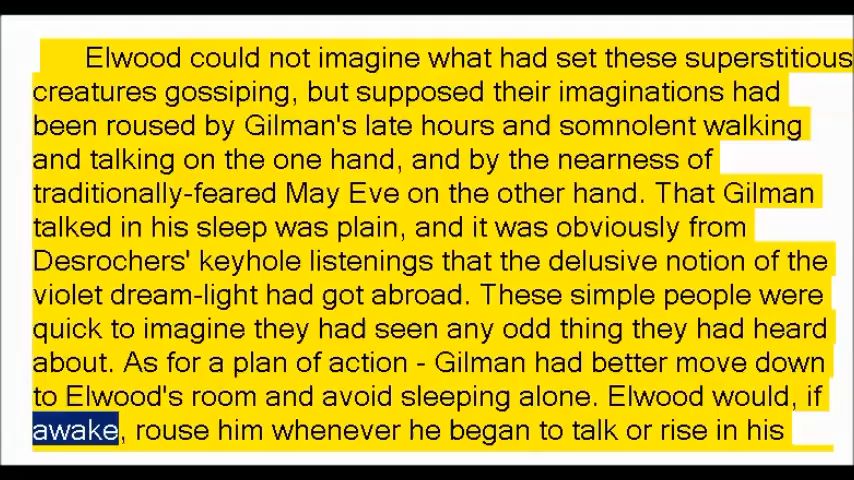 Elwood could not imagine what had set these superstitious
creatures gossiping, but supposed their imaginations had
been roused by Gilman's late hours and somnolent walking
and talking on the one hand, and by the nearness of
traditionally-feared May Eve on the other hand. That Gilman
talked in his sleep was plain, and it was obviously from
Desrochers' keyhole listenings that the delusive notion of the
violet dream-light had got abroad. These simple people were
quick to imagine they had seen any odd thing they had heard
about. As for a plan of action - Gilman had better move down
to Elwood's room and avoid sleeping alone. Elwood would, if
awake, rouse him whenever he began to talk or rise in his